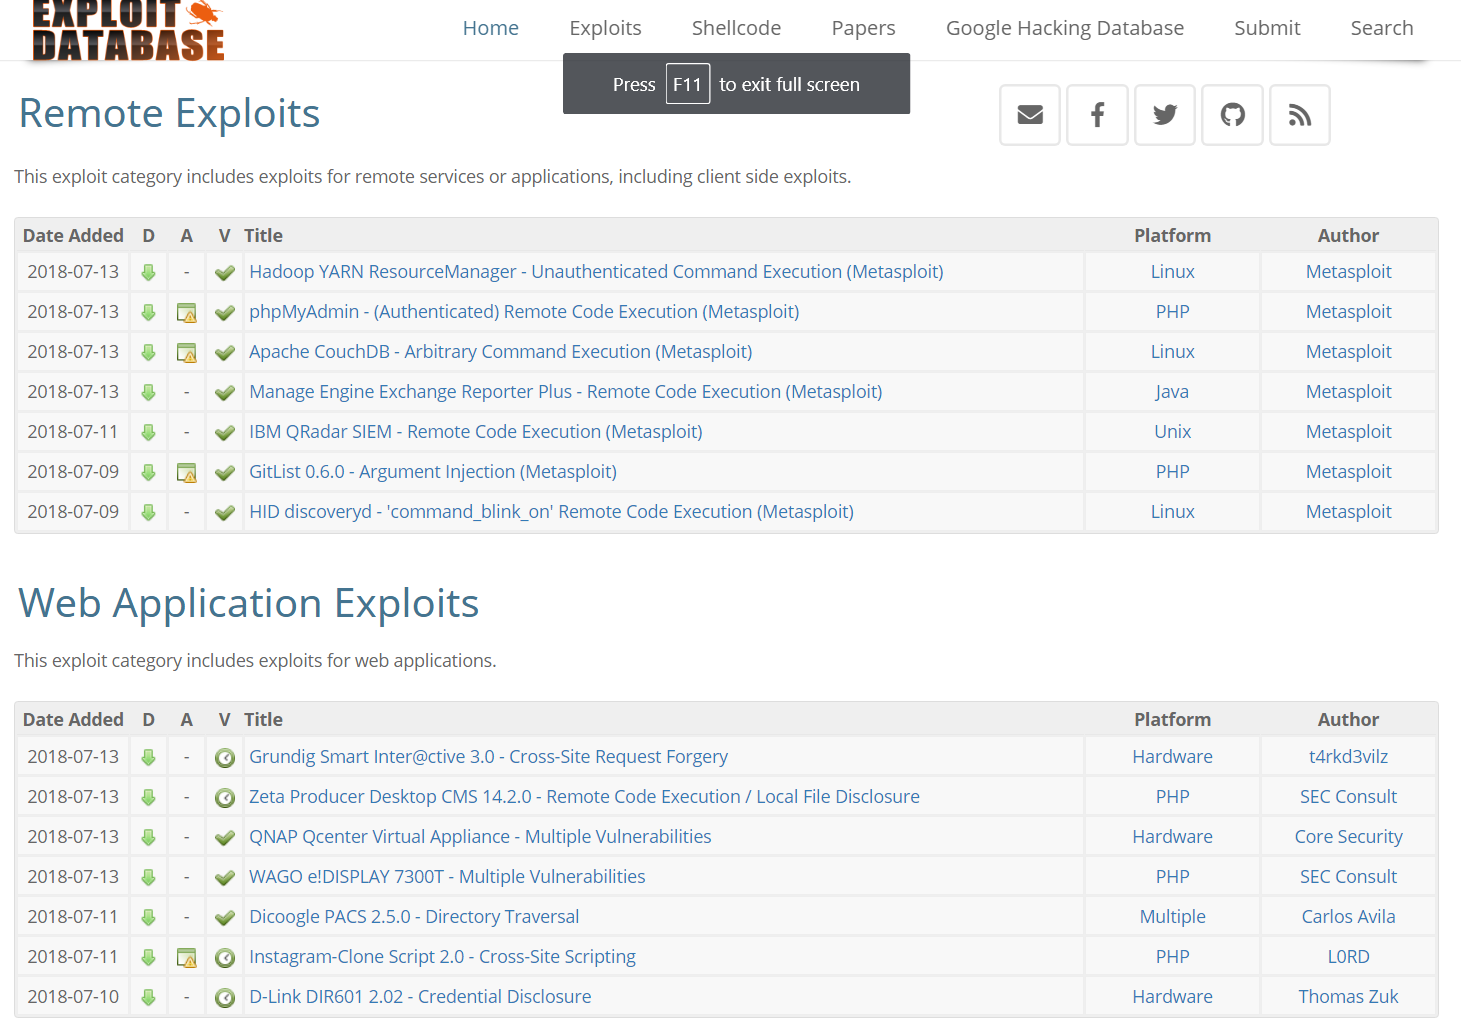 EXPLOIT
DATABASE
Home Exploits Shellcode Papers Google Hacking Database Submit Search
Press F11 to exit full screen
Remote Exploits
This exploit category includes exploits for remote services or applications, including client side exploits.
Date Added D A V Title Platform Author
2018-07-13 - Hadoop YARN ResourceManager - Unauthenticated Command Execution (Metasploit) Linux Metasploit
2018-07-13 phpMyAdmin - (Authenticated) Remote Code Execution (Metasploit) PHP Metasploit
2018-07-13 Apache CouchDB - Arbitrary Command Execution (Metasploit) Linux Metasploit
2018-07-13 - Manage Engine Exchange Reporter Plus - Remote Code Execution (Metasploit) Java Metasploit
2018-07-11 - IBM QRadar SIEM - Remote Code Execution (Metasploit) Unix Metasploit
2018-07-09 GitList 0.6.0 - Argument Injection (Metasploit) PHP Metasploit
2018-07-09 - HID discoveryd - 'command_blink_on' Remote Code Execution (Metasploit) Linux Metasploit
Web Application Exploits
This exploit category includes exploits for web applications.
Date Added D A V Title Platform Author
2018-07-13 - Grundig Smart Inter@ctive 3.0 - Cross-Site Request Forgery Hardware t4rkd3vilz
2018-07-13 - Zeta Producer Desktop CMS 14.2.0 - Remote Code Execution / Local File Disclosure PHP SEC Consult
2018-07-13 - QNAP Qcenter Virtual Appliance - Multiple Vulnerabilities Hardware Core Security
2018-07-13 - WAGO e!DISPLAY 7300T - Multiple Vulnerabilities PHP SEC Consult
2018-07-11 - Dicoogle PACS 2.5.0 - Directory Traversal Multiple Carlos Avila
2018-07-11 Instagram-Clone Script 2.0 - Cross-Site Scripting PHP L0RD
2018-07-10 - D-Link DIR601 2.02 - Credential Disclosure Hardware Thomas Zuk